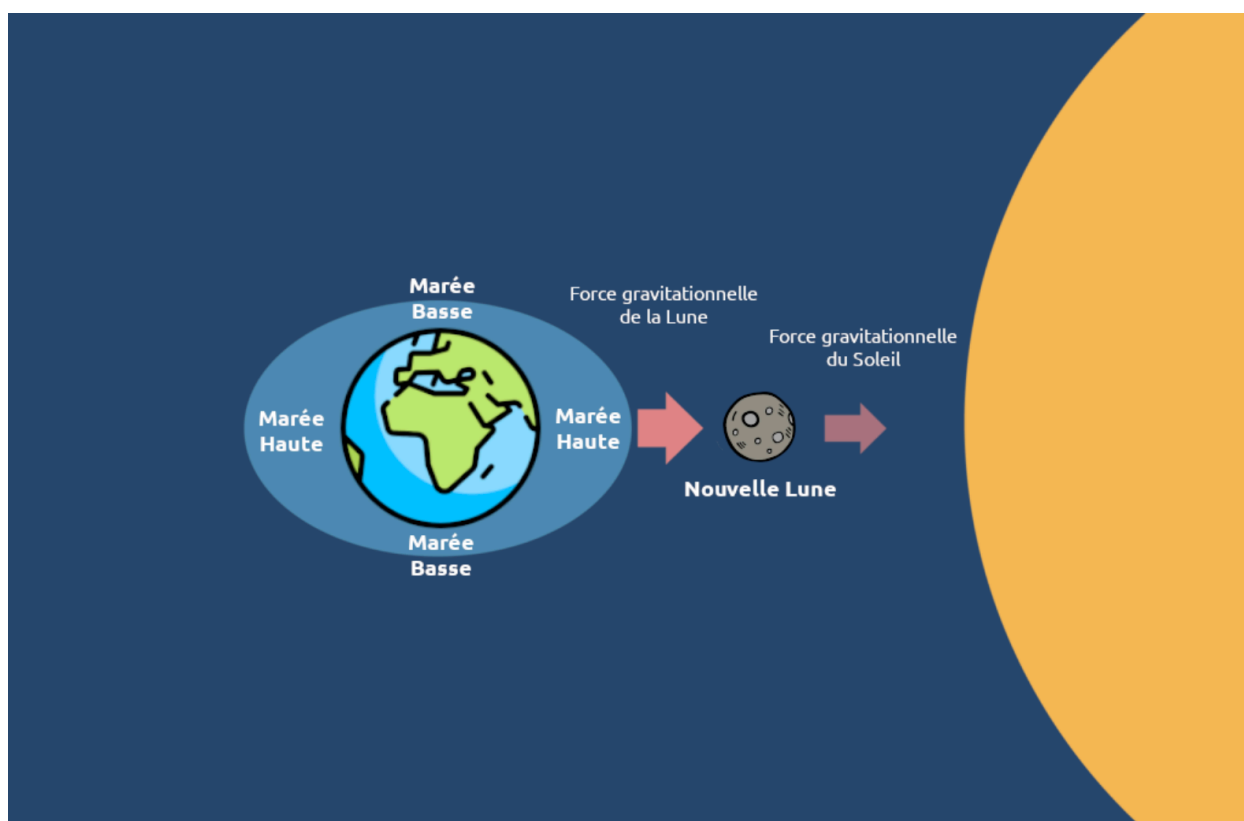 Marée
Basse
Force gravitationnelle
de la Lune
Force gravitationnelle
du Soleil
Marée
Haute
Marée
Haute
Nouvelle Lune
Marée
Basse